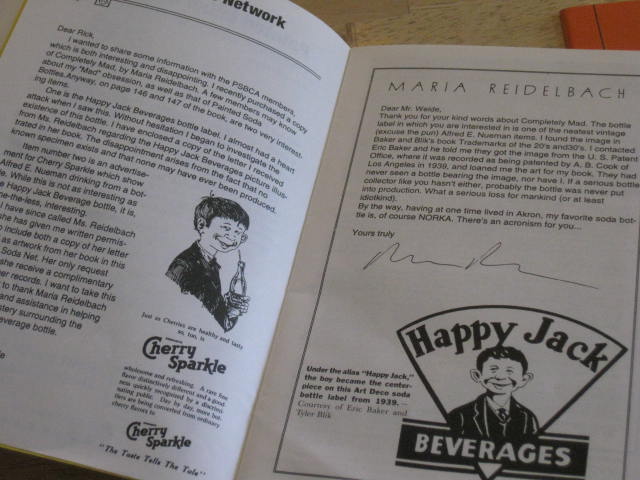 Network
Dear Rick,
I wanted to share some information with the PSBCA members,
which is both interesting and disappointing. I recently purchased a copy
of Completely Mad, by Maria Reidelbach. A few members may know
about my "Mad" obsession, as well as that of Painted Soda
Bottles. Anyway, on page 146 and 147 of the book are two very interest-
ing items.
One is the Happy Jack Beverages bottle label. I almost had a heart
attack when I saw this. Without hesitation I began to investigate the
existence of this bottle. I have enclosed a copy of the letter I received
from Ms. Reidelbach regarding the Happy Jack Beverages picture illus-
trated in her book. The disappointment arises from the fact that no
known specimen exists and that none may have ever been produced.
Item number two is an advertise-
ment for Cherry Sparkle which show
Alfred E. Nueman drinking from a bot-
tle. While this is not as interesting as
the Happy Jack Beverage bottle, it is,
none-the-less, interesting.
I have since called Ms. Reidelbach
she has given me written permis-
to include both a copy of her letter
as artwork from her book in this
Soda Net. Her only request
she receive a complimentary
her records. I want to take this
to thank Maria Reidelbach
and assistance in helping
mystery surrounding the
Beverage bottle.
Just as Cherries are healthy and tasty
so, too, is
Cherry
Sparkle
wholesome and refreshing. A rare fine
flavor distinctively different and a good-
ness quickly recognized by a discrimi-
nating public. Day by day, more bot-
tlers are being converted from ordinary
cherry flavors to
Cherry
Sparkle
"The Taste Tells The Tale"
MARIA REIDELBACH
Dear Mr. Weide,
Thank you for your kind words about Completely Mad. The bottle
label in which you are interested in is one of the neatest vintage
(excuse the pun) Alfred E. Nueman items. I found the image in
Baker and Blik's book Trademarks of the 20's and30's. I contacted
Eric Baker and he told me they got the image from the U. S. Patent
Office, where it was recorded as being patented by A. B. Cook of
Los Angeles in 1939, and loaned me the art for my book. They had
never seen a bottle bearing the image, nor have I. If a serious bottle
collector like you hasn't either, probably the bottle was never put
into production. What a serious loss for mankind (or at least
idiotkind).
By the way, having at one time lived in Akron, my favorite soda bot-
tle is, of course NORKA. There's an acronism for you...
Yours truly
Under the alias "Happy Jack,"
the boy became the center-
piece on this Art Deco soda
bottle label from 1939.
Courtesy of Eric Baker and
Tyler Blik
Happy Jack
BEVERAGES